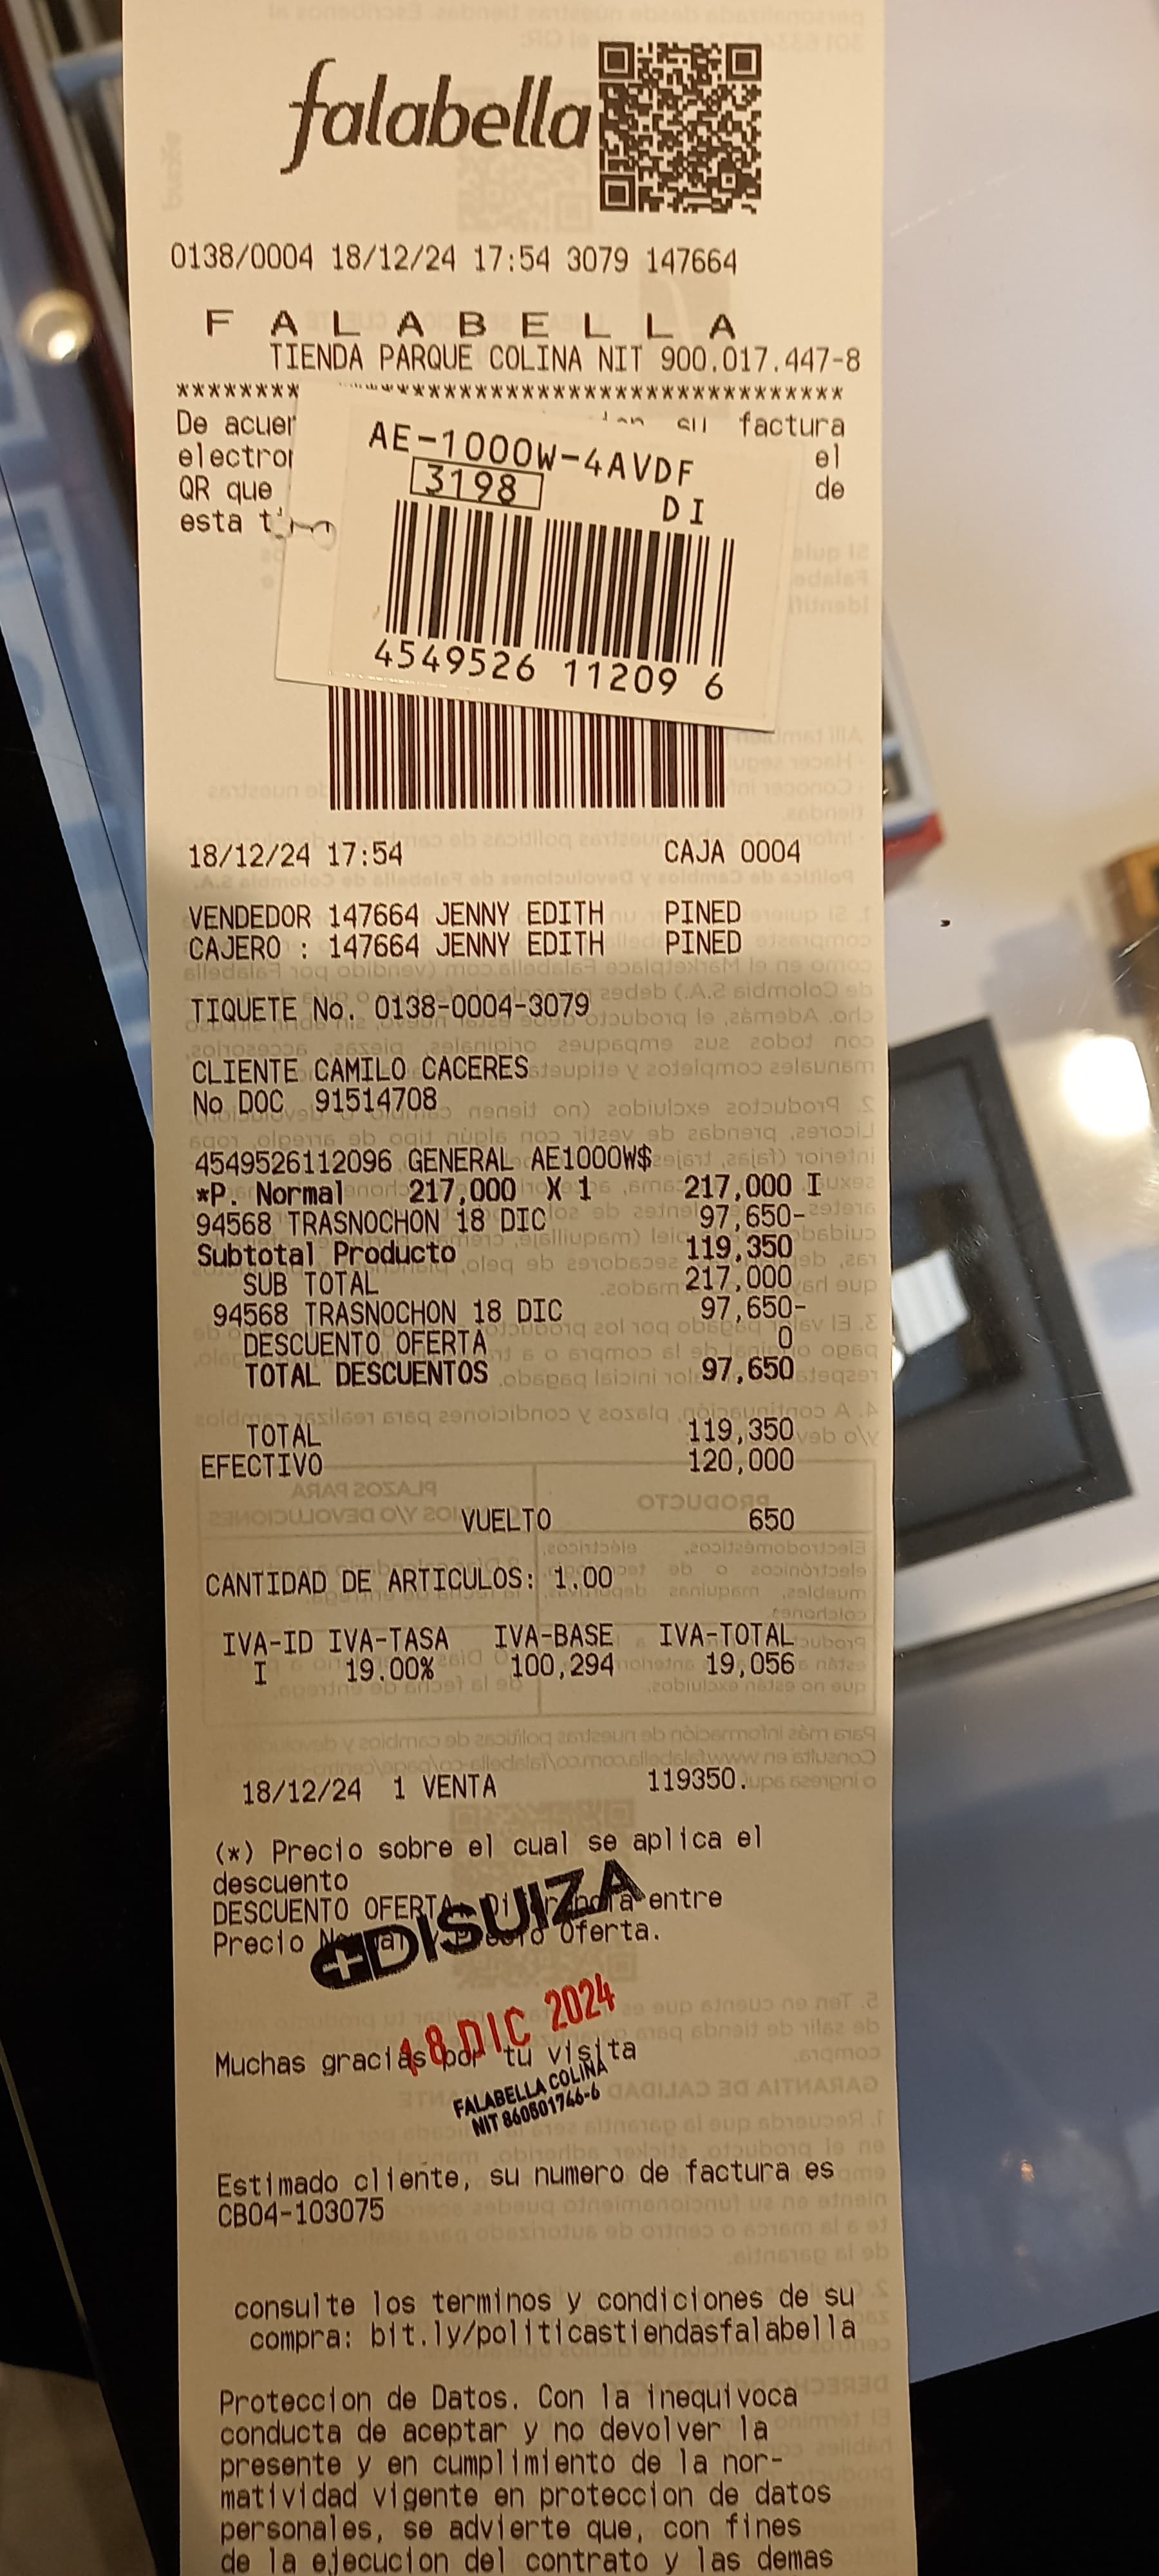 falabella
0138/0004 18/12/24 17:54 3079 147664
F A L A B E L L A
TIENDA PARQUE COLINA NIT 900.017.447-8
De acuer su factura
electron el
QR que de
esta
AE-1000W-4AVDF
3198
DI
4549526 11209 6
18/12/24 17:54 CAJA 0004
VENDEDOR 147664 JENNY EDITH PINED
CAJERO : 147664 JENNY EDITH PINED
TIQUETE No. 0138-0004-3079
CLIENTE CAMILO CACERES
No DOC 91514708
4549526112096 GENERAL AE1000W$
*P. Normal 217,000 X 1 217,000 I
94568 TRASNOCHON 18 DIC 97,650-
Subtotal Producto 119,350
SUB TOTAL 217,000
94568 TRASNOCHON 18 DIC 97,650-
DESCUENTO OFERTA 0
TOTAL DESCUENTOS 97,650
TOTAL 119,350
EFECTIVO 120,000
VUELTO 650
CANTIDAD DE ARTICULOS: 1.00
IVA-ID IVA-TASA IVA-BASE IVA-TOTAL
I 19.00% 100,294 19,056
18/12/24 1 VENTA 119350.
(*) Precio sobre el cual se aplica el
descuento
DESCUENTO OFERTA entre
Precio Oferta.
DISUIZA
18 DIC 2024
Muchas gracias por tu visita
FALABELLA COLINA
NIT 860501746-6
Estimado cliente, su numero de factura es
CB04-103075
consulte los terminos y condiciones de su
compra: bit.ly/politicastiendasfalabella
Proteccion de Datos. Con la inequivoca
conducta de aceptar y no devolver la
presente y en cumplimiento de la nor-
matividad vigente en proteccion de datos
personales, se advierte que, con fines
de la ejecucion del contrato y las demas